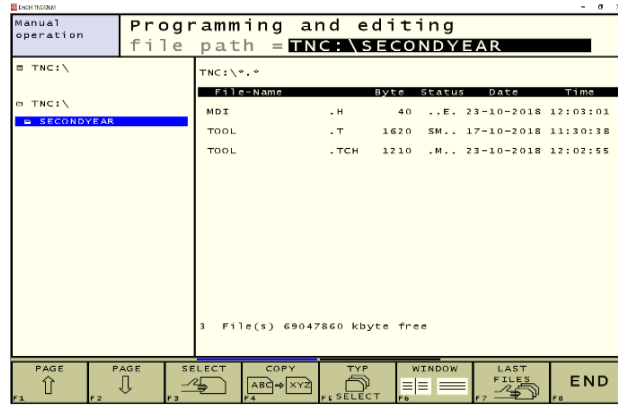 Manual
operation
Programming and editing
file path =TNC:\SECONDYEAR
TNC:\
TNC:\
SECONDYEAR
TNC:\*.*
File-Name Byte Status Date Time
MDI .H 40 ..E. 23-10-2018 12:03:01
TOOL .T 1620 SM.. 17-10-2018 11:30:38
TOOL .TCH 1210 .M.. 23-10-2018 12:02:55
3 File(s) 69047860 kbyte free
PAGE PAGE SELECT COPY TYP WINDOW LAST
FILES
ABC XYZ
SELECT
END
F1 F2 F3 F4 F5 F6 F7 F8